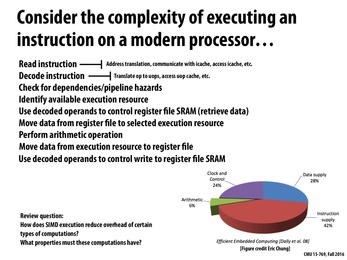 Consider the complexity of executing an
instruction on a modern processor…
Read instruction
Address translation, communicate with icache, access icache, etc.
Decode instruction
Translate op to uops, access uop cache, etc.
Check for dependencies/pipeline hazards
Identify available execution resource
Use decoded operands to control register file SRAM (retrieve data)
Move data from register file to selected execution resource
Perform arithmetic operation
Move data from execution resource to register file
Use decoded operands to control write to register file SRAM
Clock and
Control
24%
Data supply
28%
Arithmetic
6%
Instruction
supply
42%
Review question:
How does SIMD execution reduce overhead of certain
types of computations?
What properties must these computations have?
Efficient Embedded Computing [Dally et al. 08]
[Figure credit Eric Chung]
CMU 15-769, Fall 2016